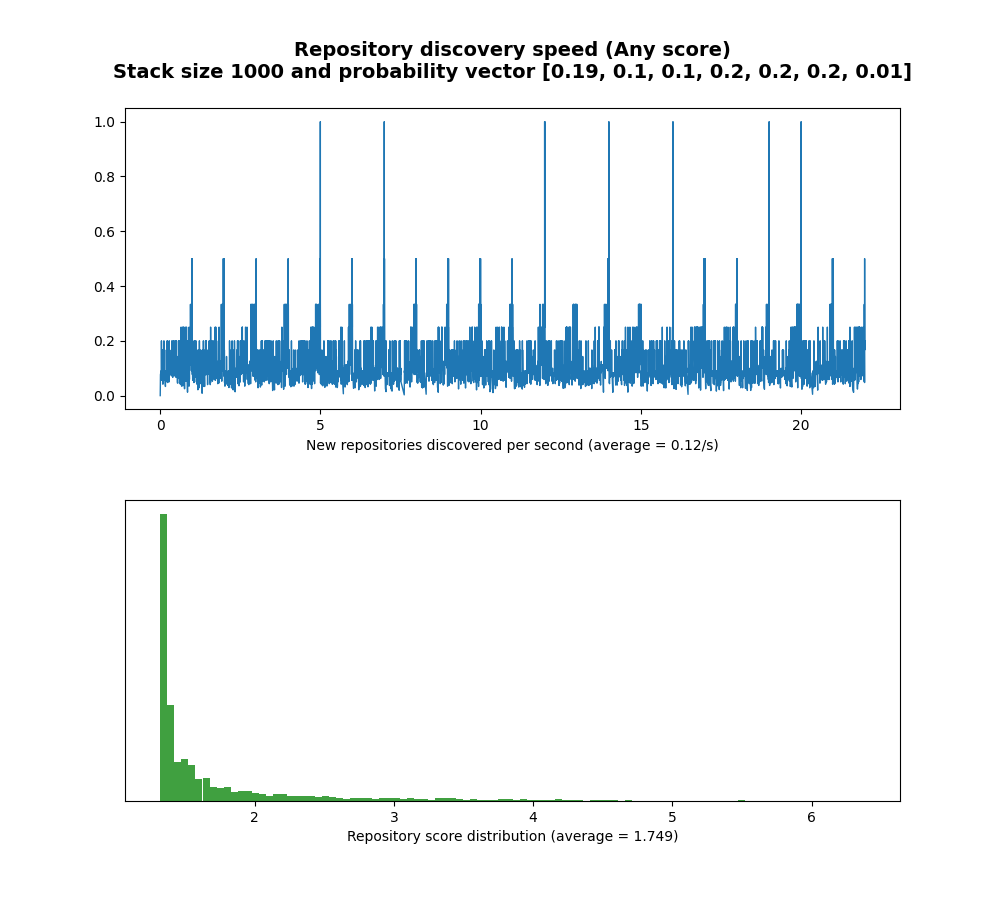 Repository discovery speed (Any score)
Stack size 1000 and probability vector [0.19, 0.1, 0.1, 0.2, 0.2, 0.2, 0.01]
1.0
0.8
0.6
0.4
0.2
0.0
0 5 10 15 20
New repositories discovered per second (average = 0.12/s)
2 3 4 5 6
Repository score distribution (average = 1.749)